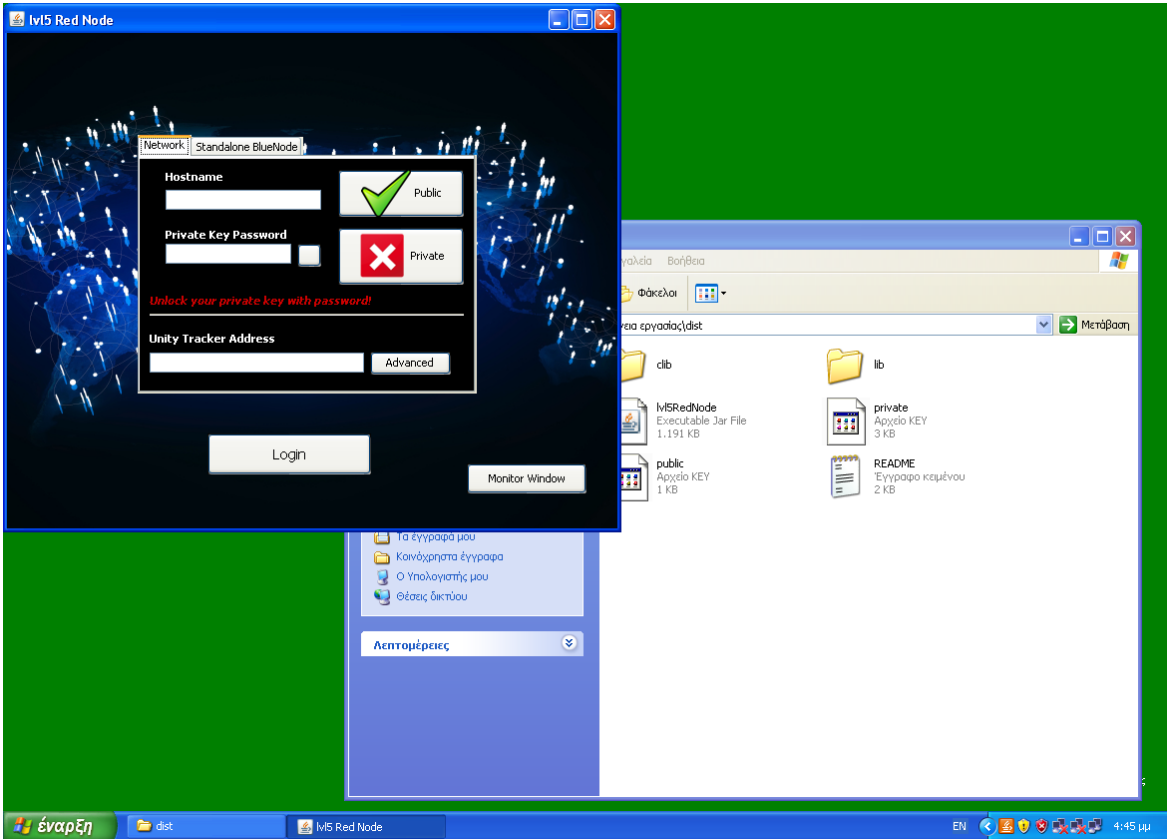 lvl5 Red Node
Network
Standalone BlueNode
Hostname
Public
Private Key Password
Private
Unlock your private key with password!
Unity Tracker Address
Advanced
Login
Monitor Window
Βοήθεια
Φάκελοι
εργασίας\dist
Μετάβαση
clib
lib
lvl5RedNode
Executable Jar File
1.191 KB
private
Αρχείο KEY
3 KB
public
Αρχείο KEY
1 KB
README
Έγγραφο κειμένου
2 KB
Τα έγγραφά μου
Κοινόχρηστα έγγραφα
Ο Υπολογιστής μου
Θέσεις δικτύου
Λεπτομέρειες
έναρξη
dist
lvl5 Red Node
EN
4:45 μμ